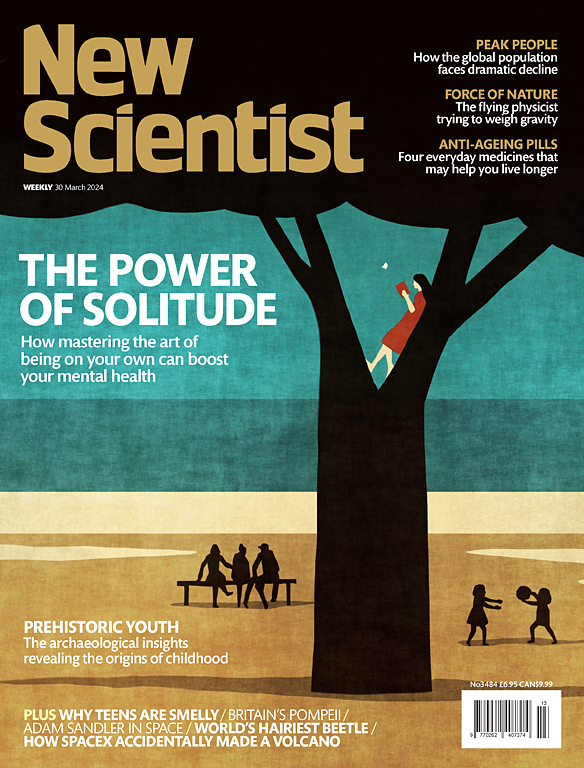 New
Scientist
WEEKLY 30 March 2024
PEAK PEOPLE
How the global population
faces dramatic decline
FORCE OF NATURE
The flying physicist
trying to weigh gravity
ANTI-AGEING PILLS
Four everyday medicines that
may help you live longer
THE POWER
OF SOLITUDE
How mastering the art of
being on your own can boost
your mental health
PREHISTORIC YOUTH
The archaeological insights
revealing the origins of childhood
PLUS WHY TEENS ARE SMELLY / BRITAIN'S POMPEII /
ADAM SANDLER IN SPACE / WORLD'S HAIRIEST BEETLE /
HOW SPACEX ACCIDENTALLY MADE A VOLCANO
No3484 £6.95 CAN$9.99
13
9 770262 407374